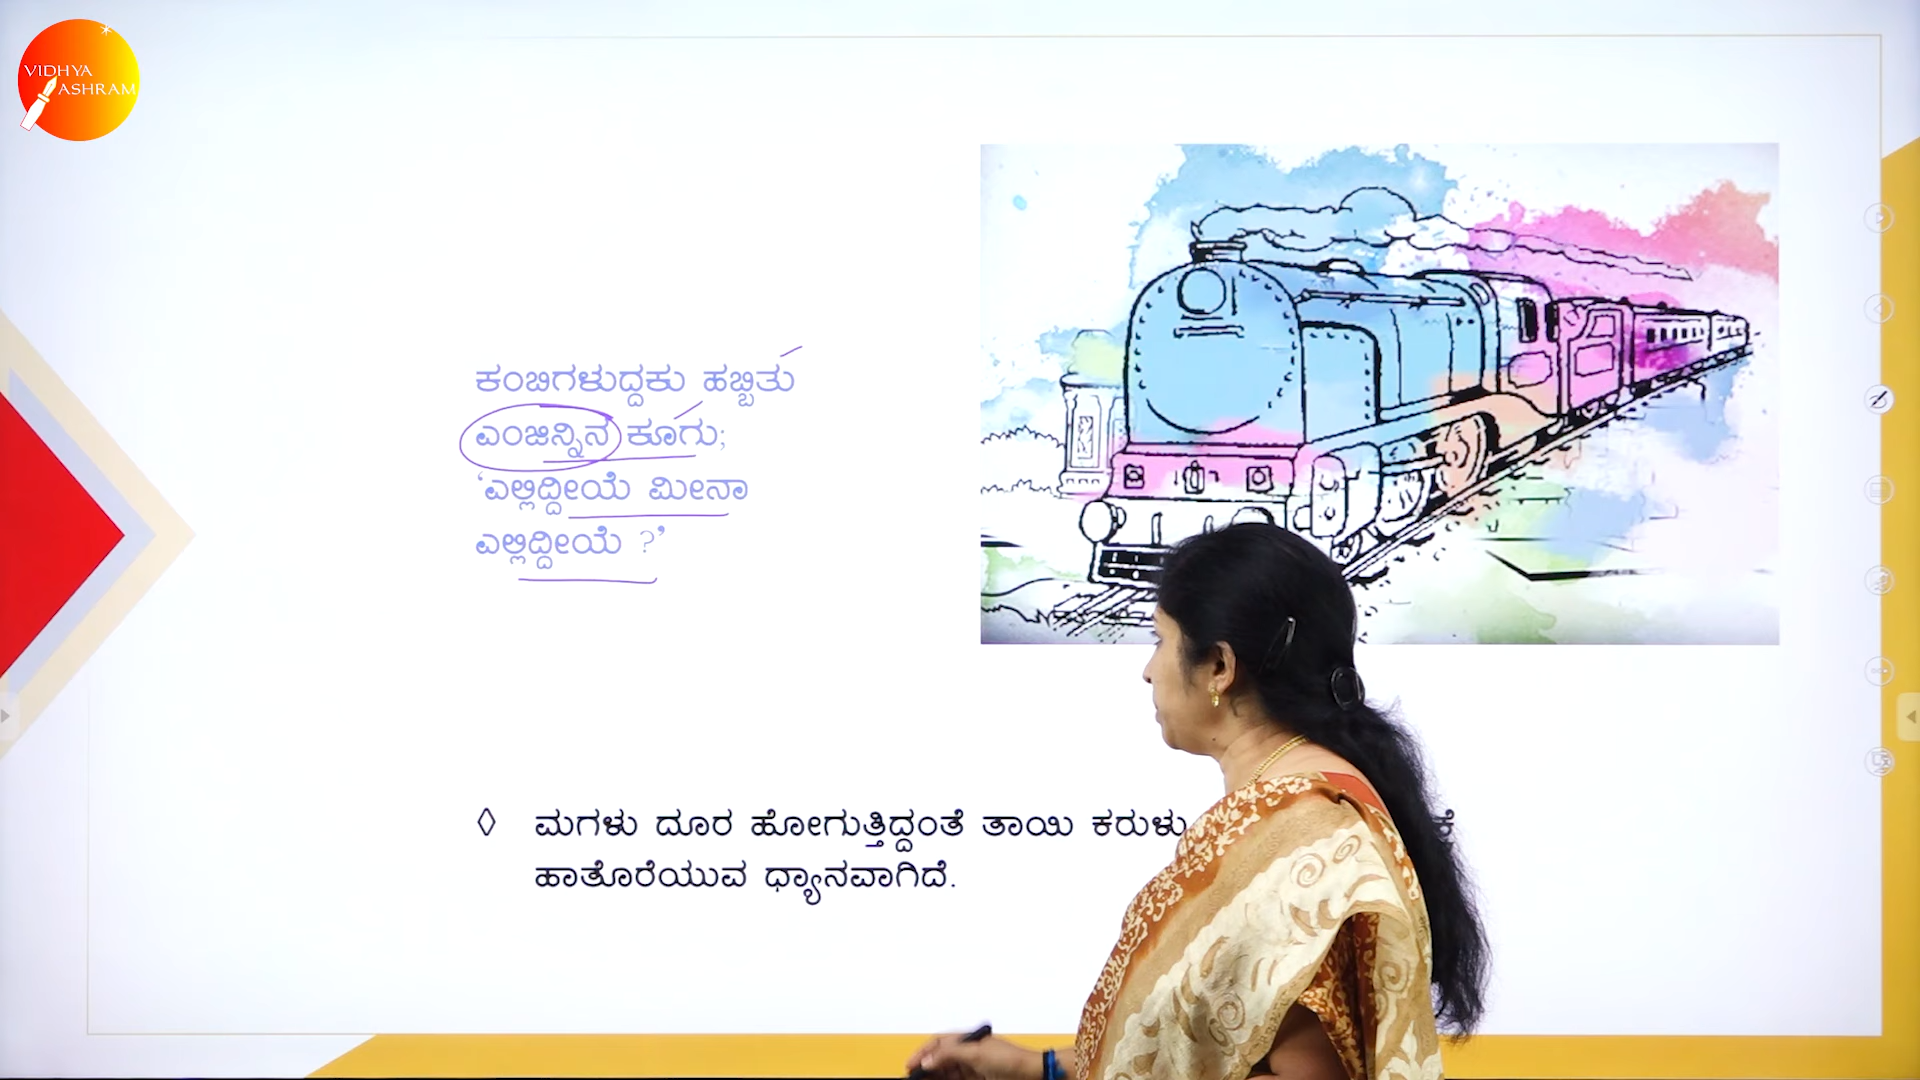 VIDHYA
ASHRAM
ಕಂಬಿಗಳುದ್ದಕು ಹಬ್ಬಿತು
ಎಂಜಿನ್ನಿನ ಕೂಗು;
‘ಎಲ್ಲಿದ್ದೀಯೆ ಮೀನಾ
ಎಲ್ಲಿದ್ದೀಯೆ ?’
◊ ಮಗಳು ದೂರ ಹೋಗುತ್ತಿದ್ದಂತೆ ತಾಯಿ ಕರುಳು
ಹಾತೊರೆಯುವ ಧ್ಯಾನವಾಗಿದೆ.